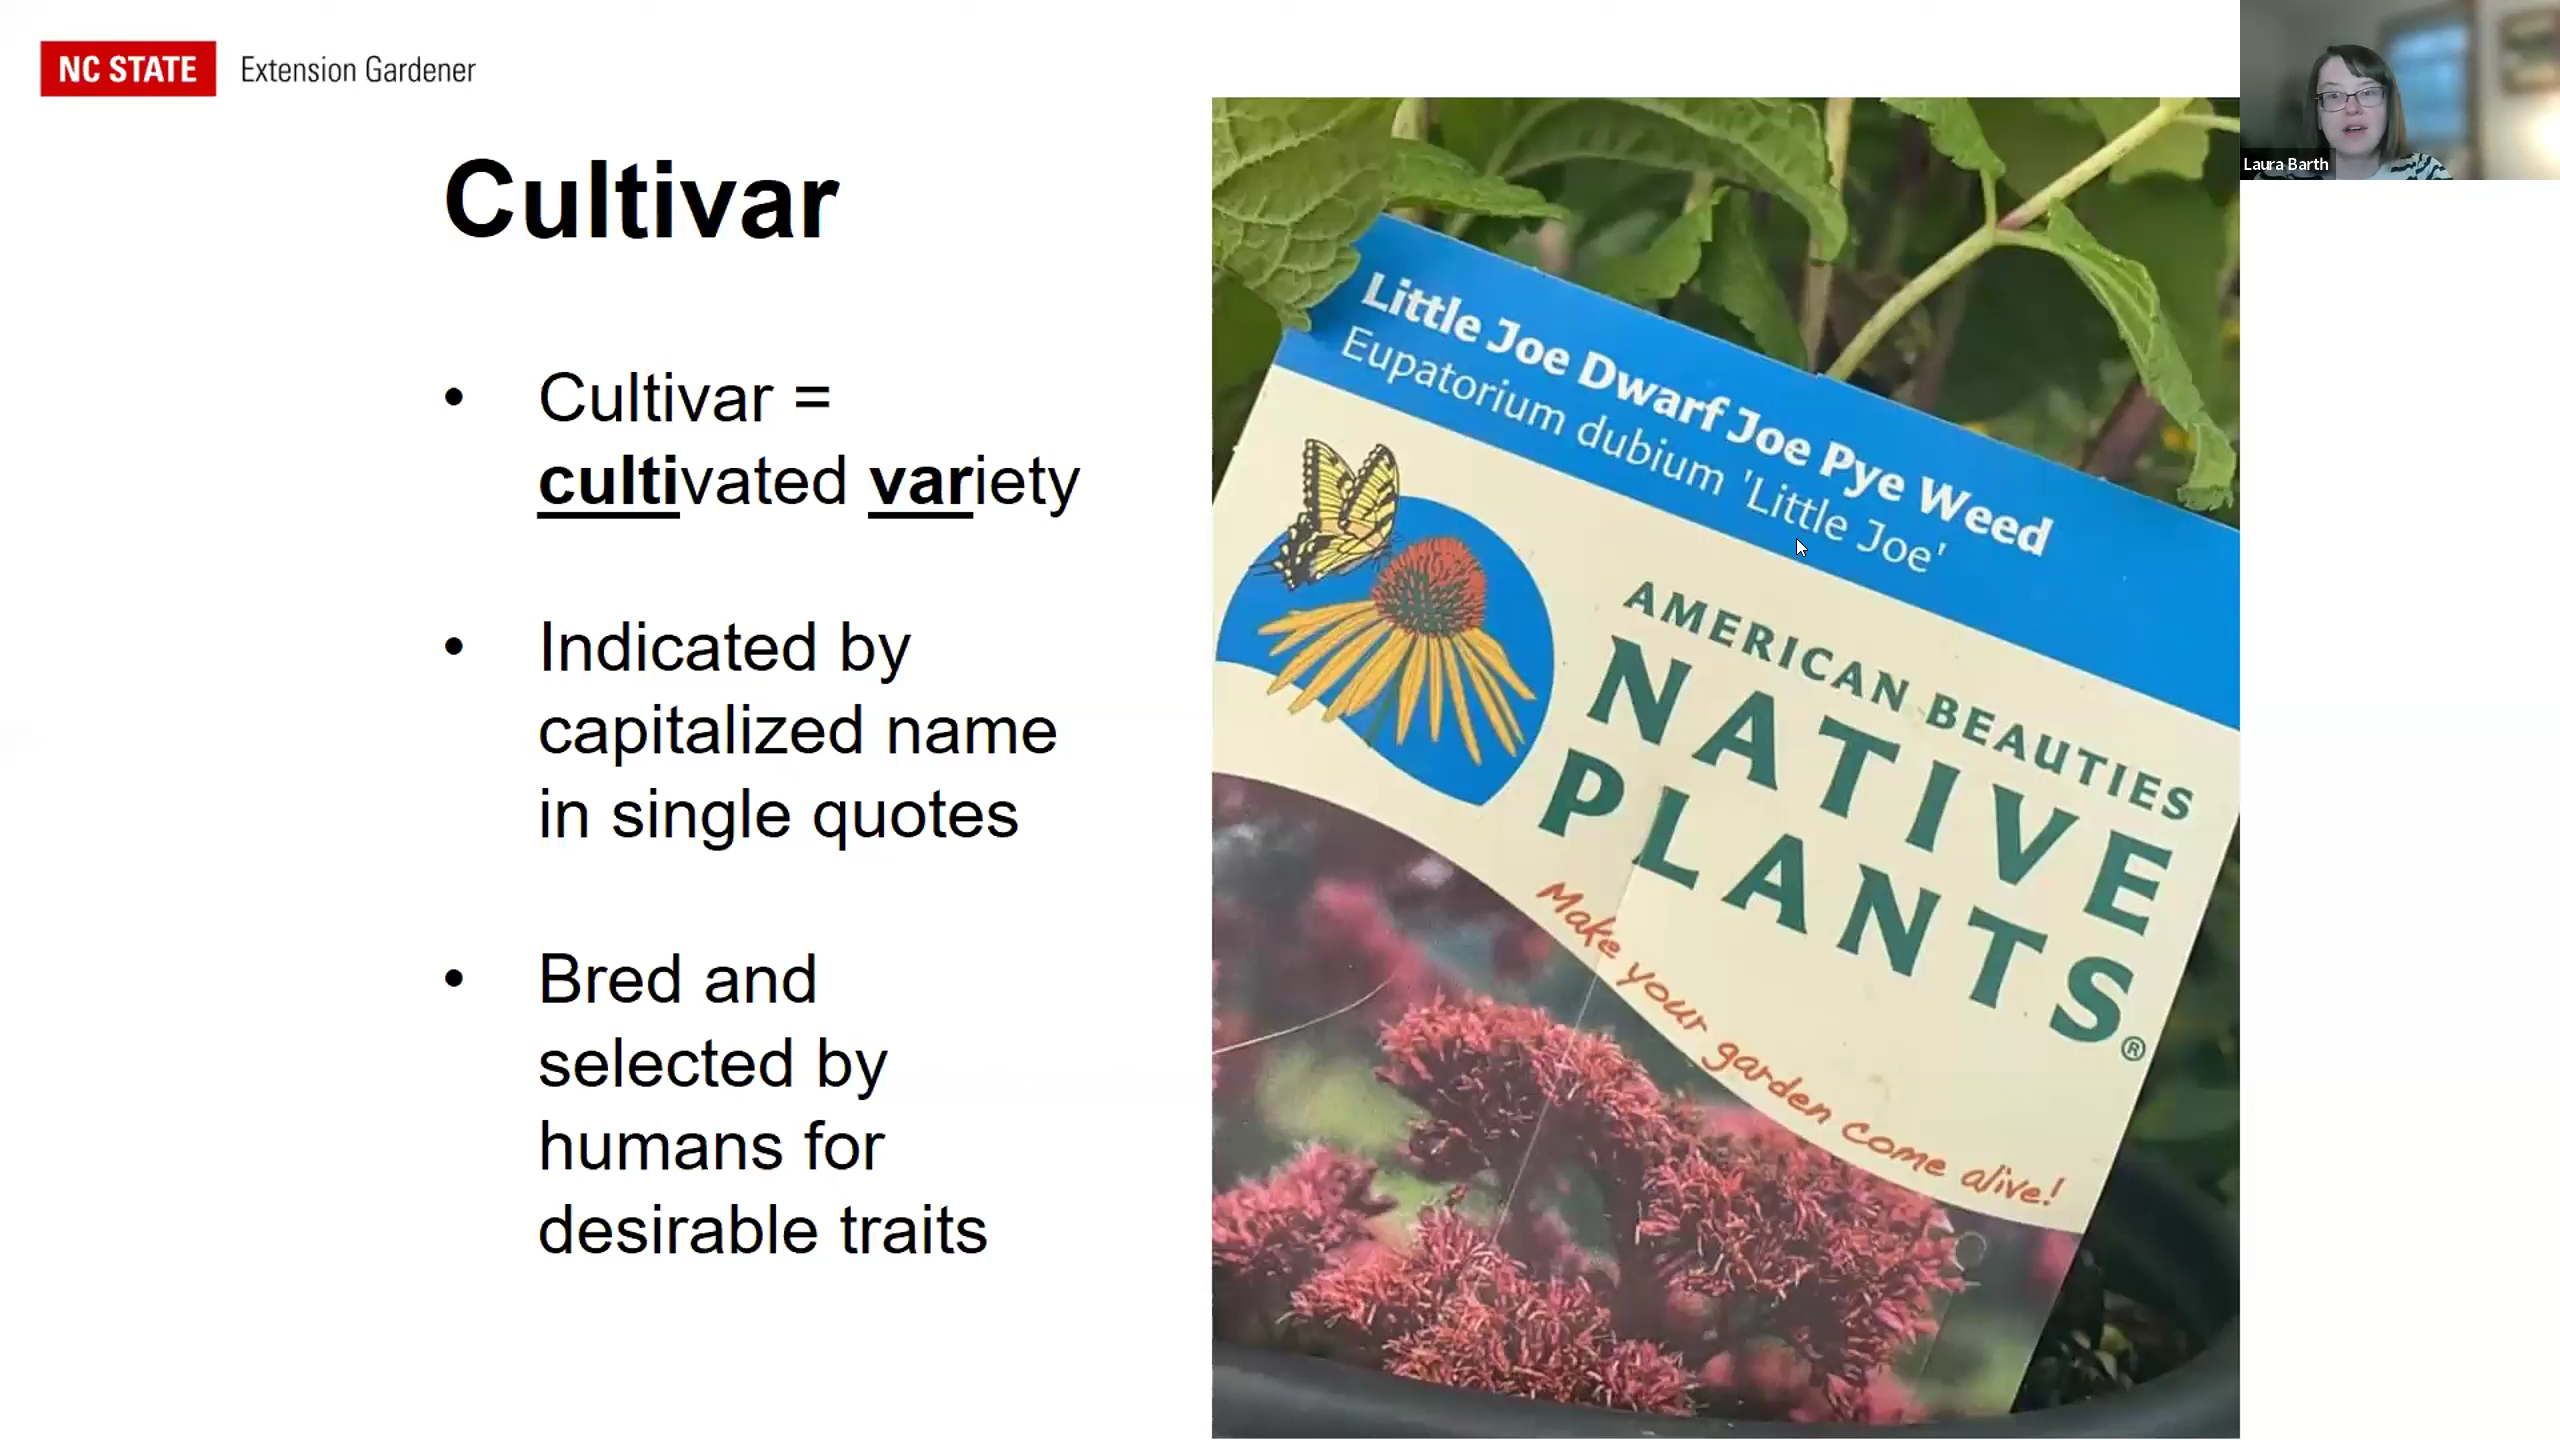 NC STATE Extension Gardener
Laura Barth
Cultivar
• Cultivar =
cultivated variety
• Indicated by
capitalized name
in single quotes
• Bred and
selected by
humans for
desirable traits
Little Joe Dwarf Joe Pye Weed
Eupatorium dubium 'Little Joe'
AMERICAN BEAUTIES
NATIVE
PLANTS®
Make your garden come alive!